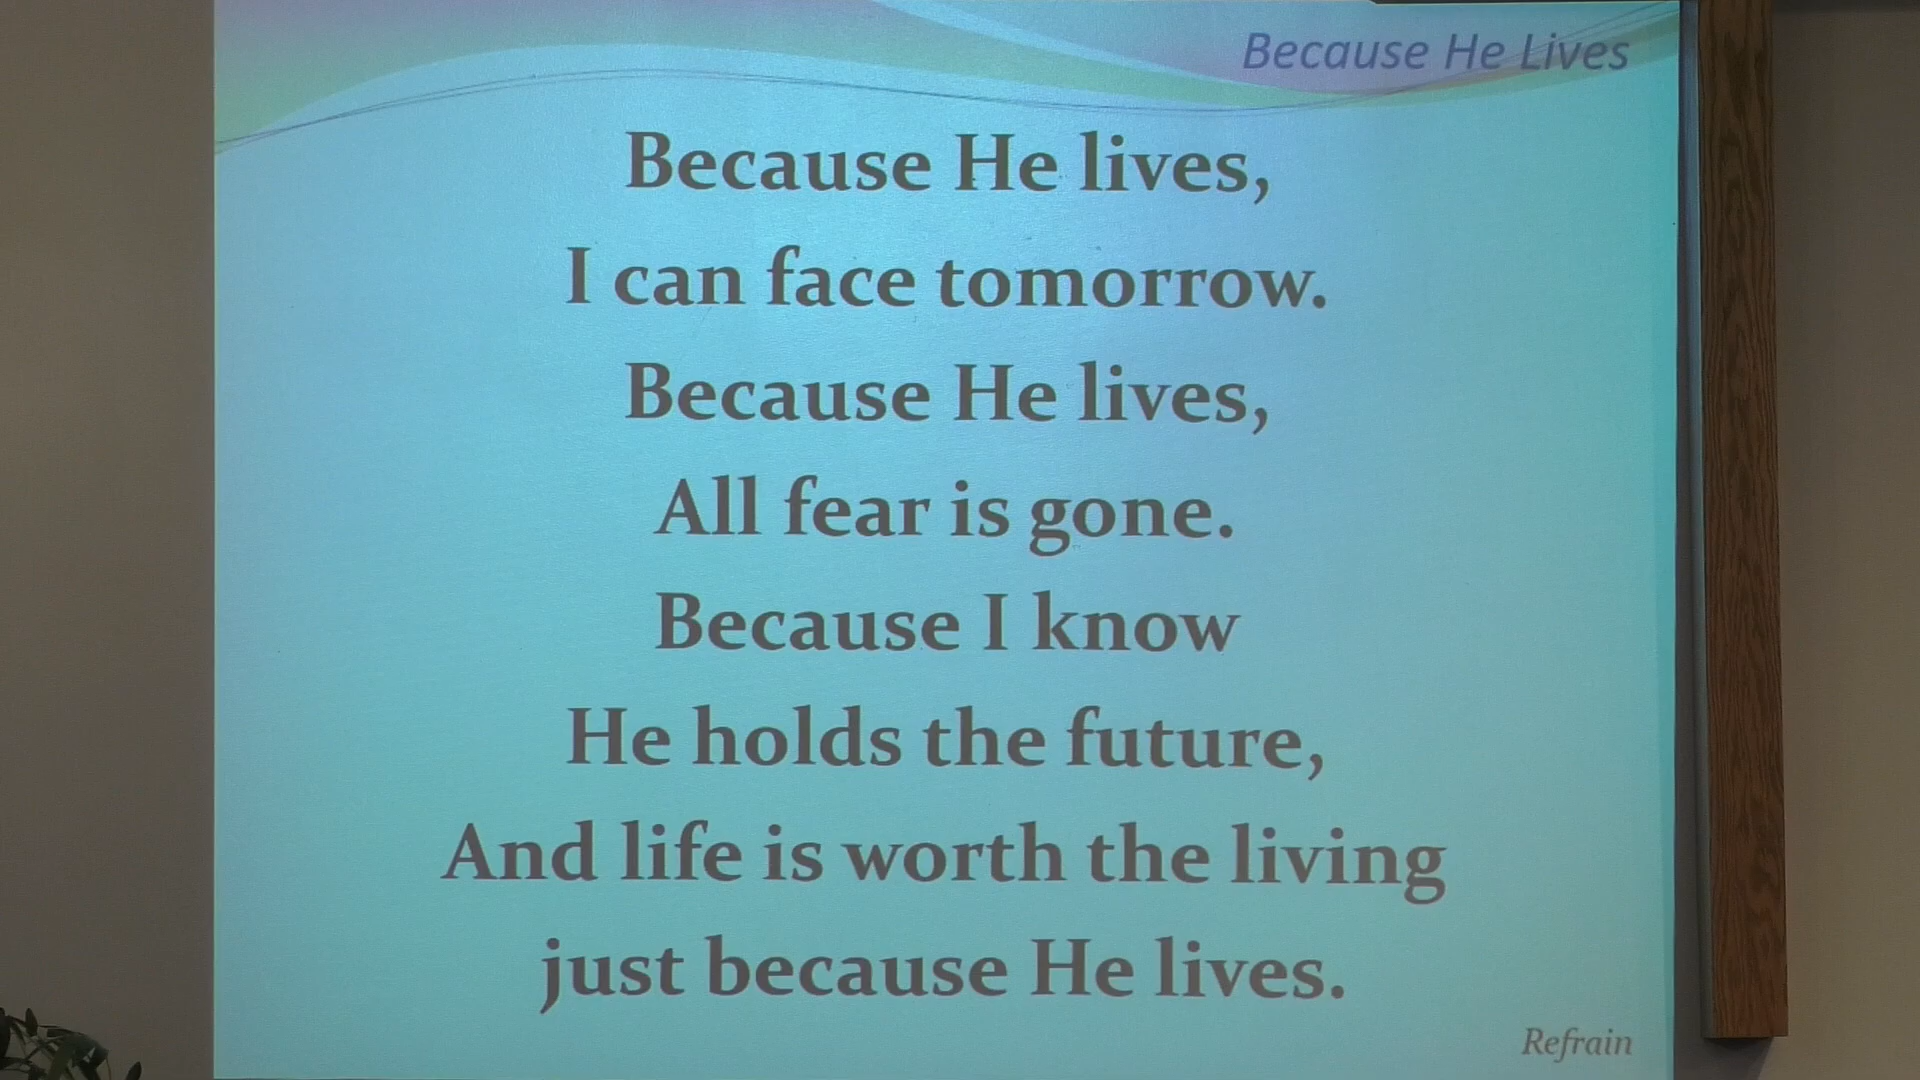 Because He Lives
Because He lives,
I can face tomorrow.
Because He lives,
All fear is gone.
Because I know
He holds the future,
And life is worth the living
just because He lives.
Refrain